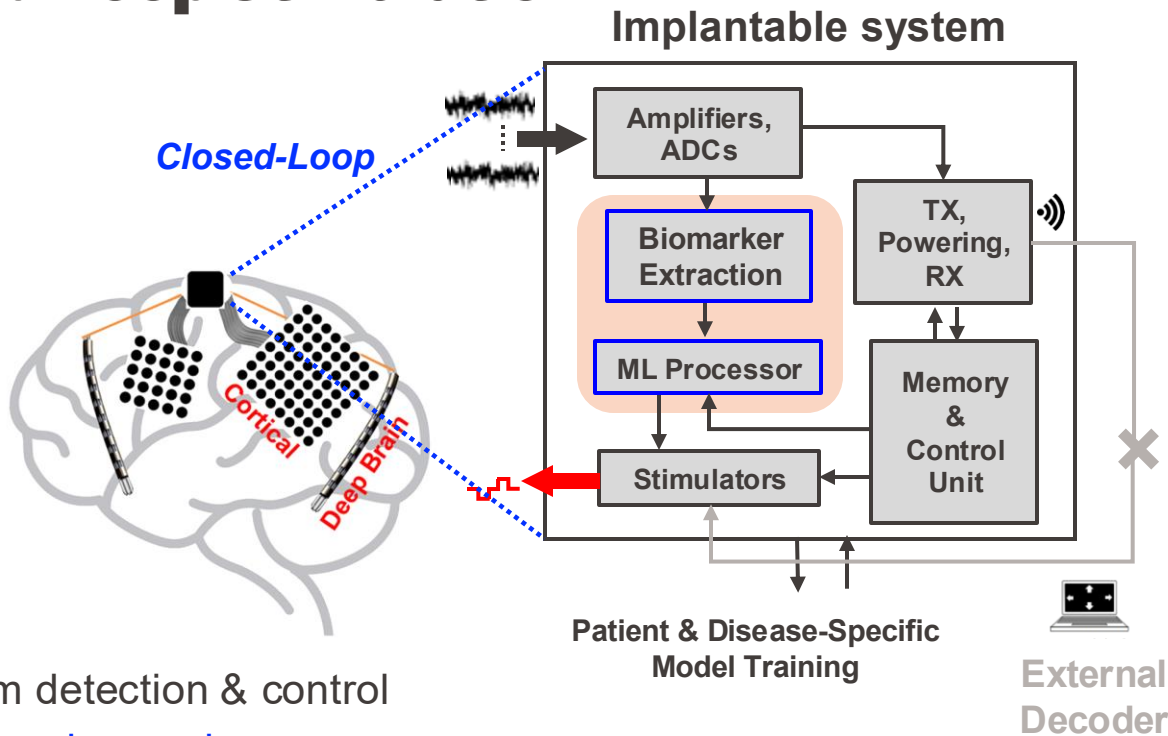 Implantable system
Closed-Loop
Amplifiers,
ADCs
Biomarker
Extraction
ML Processor
Stimulators
TX,
Powering,
RX
Memory
&
Control
Unit
Cortical
Deep Brain
Patient & Disease-Specific
Model Training
External
Decoder
m detection & control